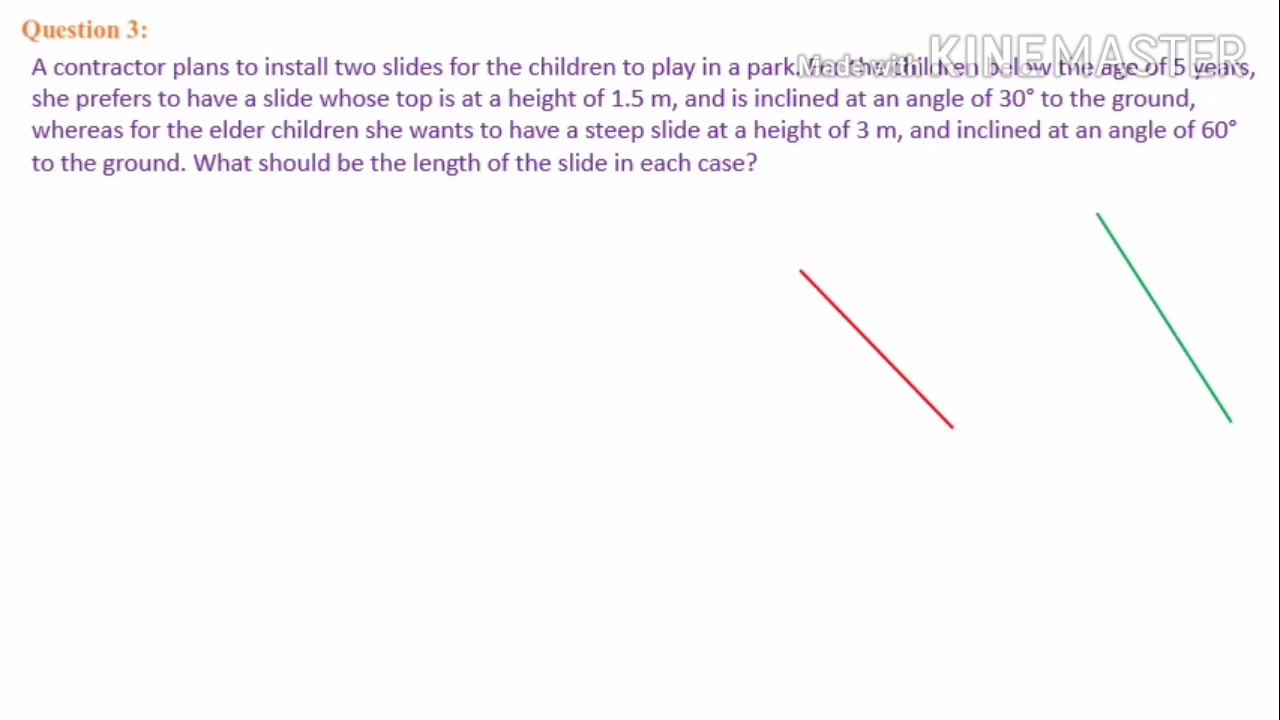 Question 3:
Made with KINEMASTER
A contractor plans to install two slides for the children to play in a park. For the children below the age of 5 years,
she prefers to have a slide whose top is at a height of 1.5 m, and is inclined at an angle of 30° to the ground,
whereas for the elder children she wants to have a steep slide at a height of 3 m, and inclined at an angle of 60°
to the ground. What should be the length of the slide in each case?